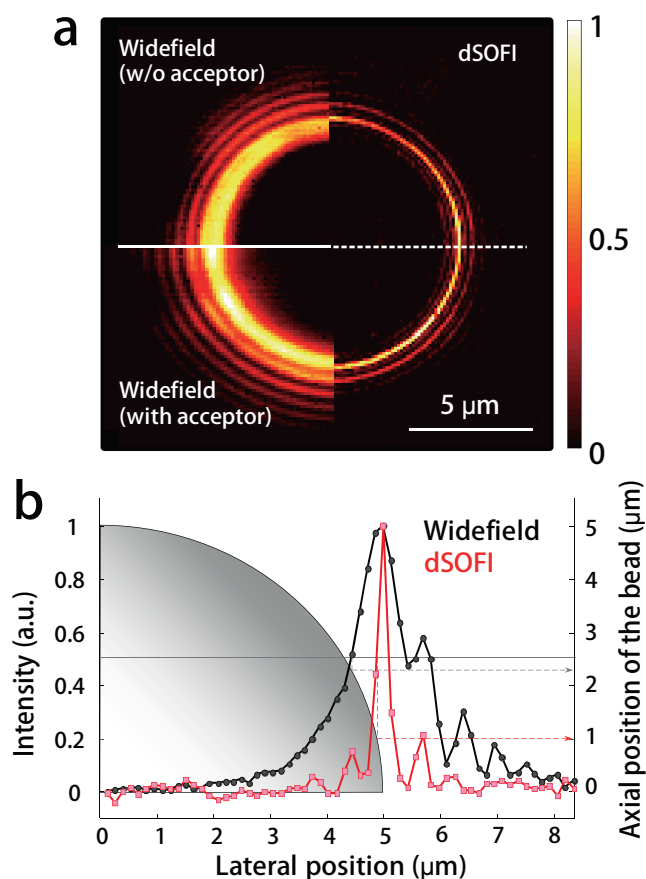 a
Widefield
(w/o acceptor)
dSOFI
Widefield
(with acceptor)
5 µm
1
0.5
0
b
Widefield
dSOFI
Intensity (a.u.)
1
0.8
0.6
0.4
0.2
0
Axial position of the bead (µm)
5
4
3
2
1
0
0 1 2 3 4 5 6 7 8
Lateral position (µm)